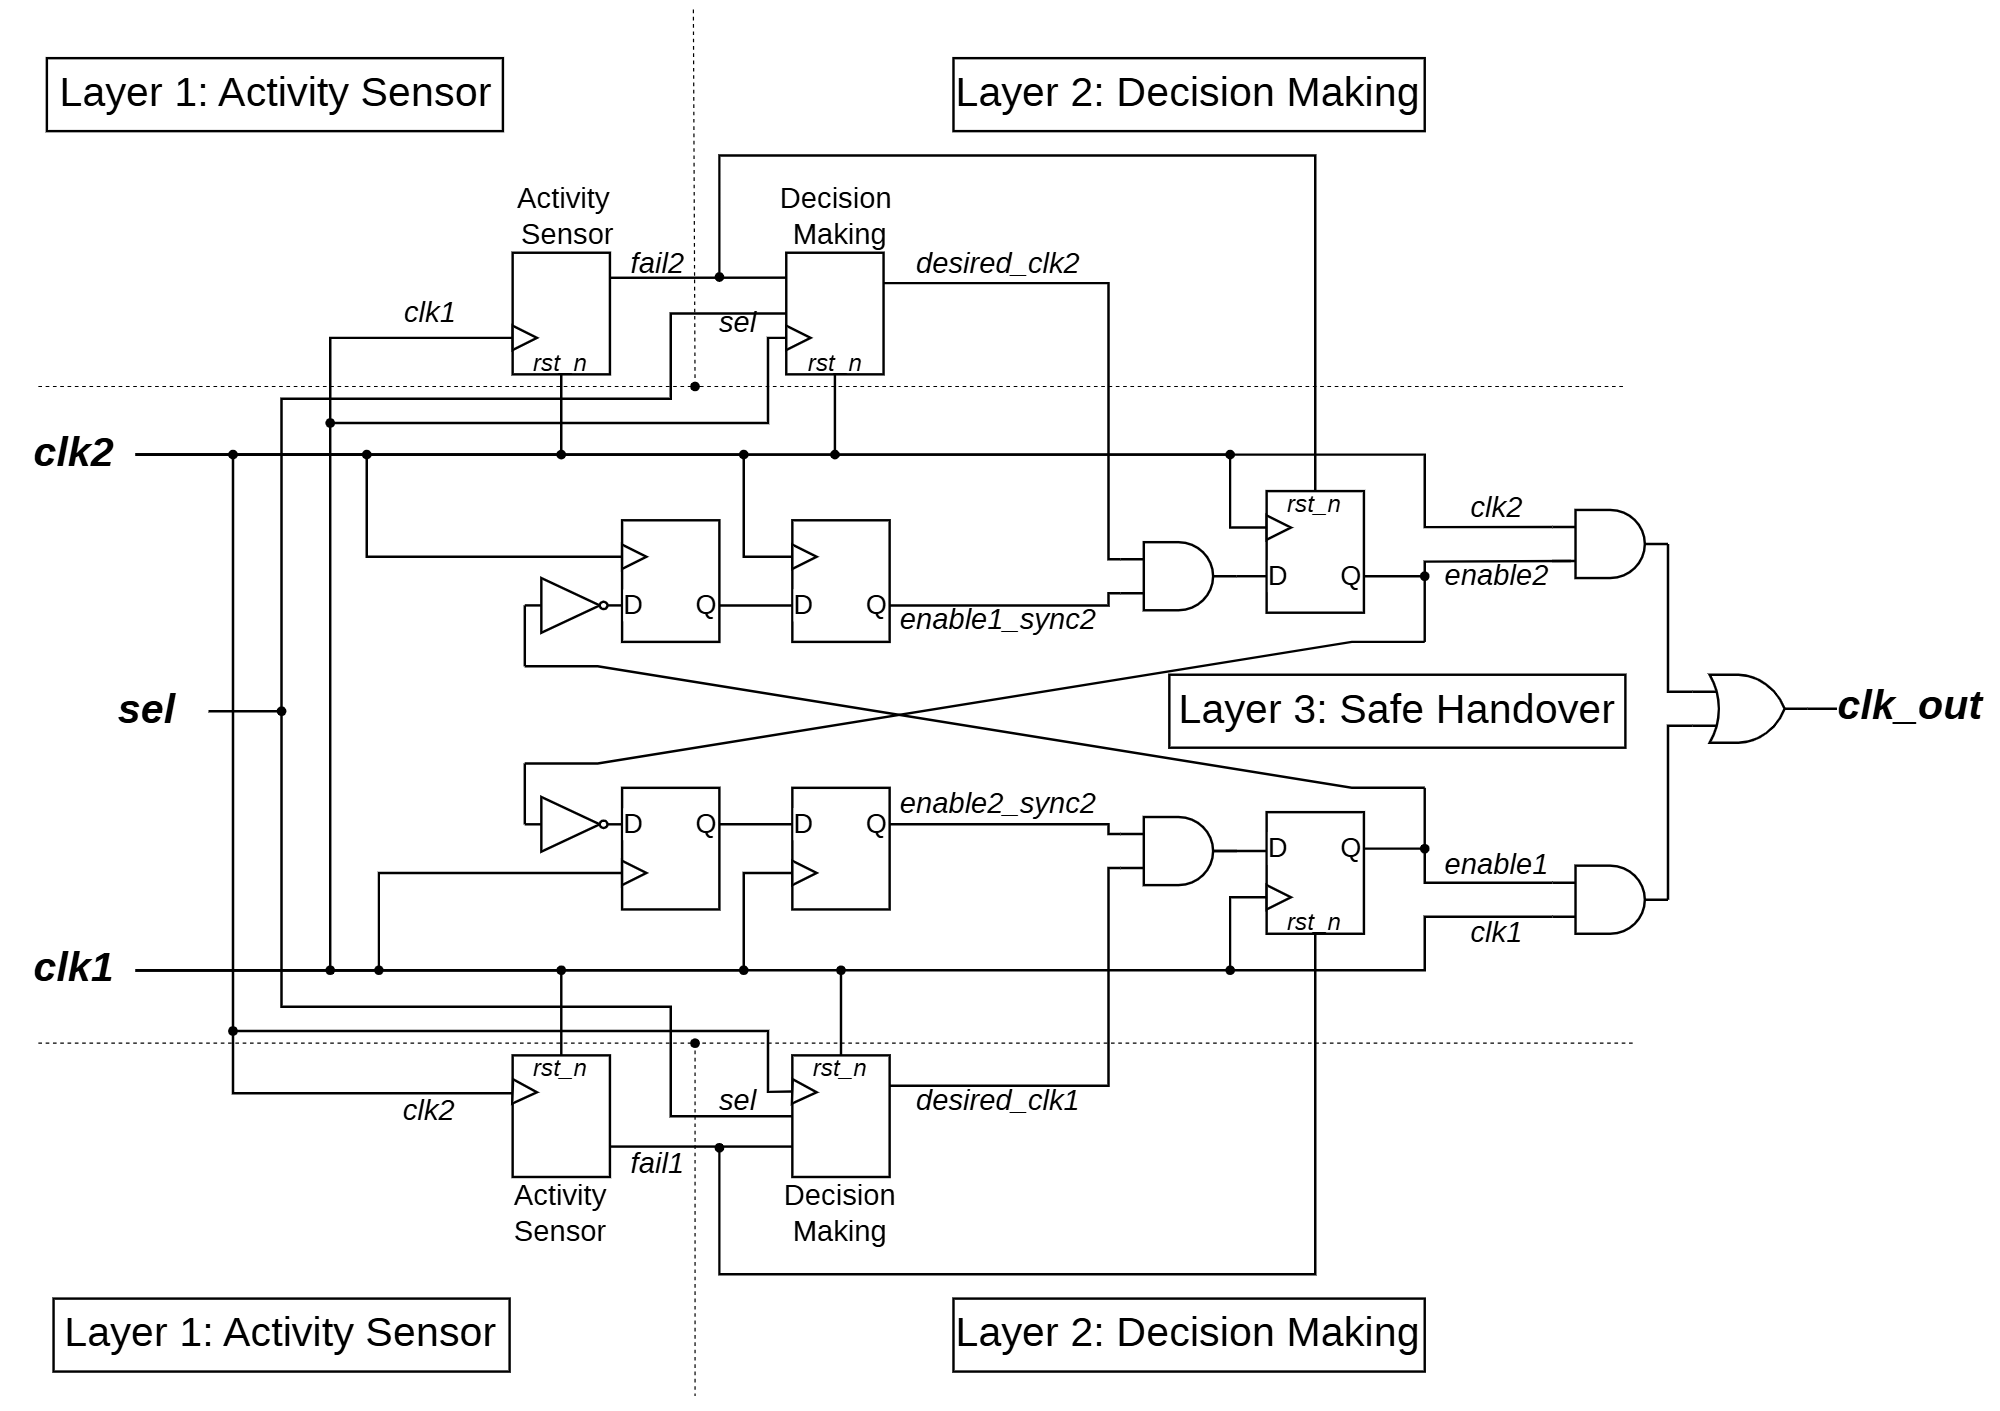 Layer 1: Activity Sensor
Layer 2: Decision Making
Activity
Sensor
Decision
Making
fail2
desired_clk2
clk1
sel
rst_n
rst_n
clk2
rst_n
clk2
D
Q
D
Q
enable1_sync2
D
Q
enable2
sel
Layer 3: Safe Handover
clk_out
D
Q
D
Q
enable2_sync2
D
Q
enable1
rst_n
clk1
clk1
rst_n
rst_n
clk2
sel
desired_clk1
fail1
Activity
Sensor
Decision
Making
Layer 1: Activity Sensor
Layer 2: Decision Making